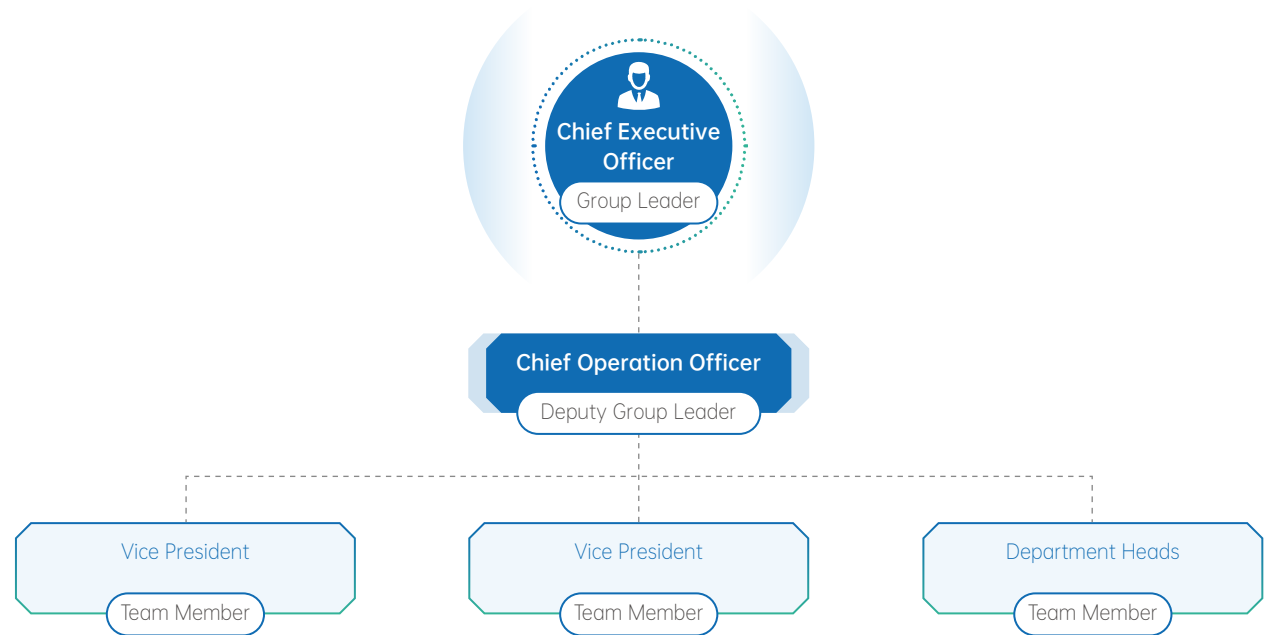 Chief Executive
Officer
Group Leader
Chief Operation Officer
Deputy Group Leader
Vice President
Team Member
Vice President
Team Member
Department Heads
Team Member